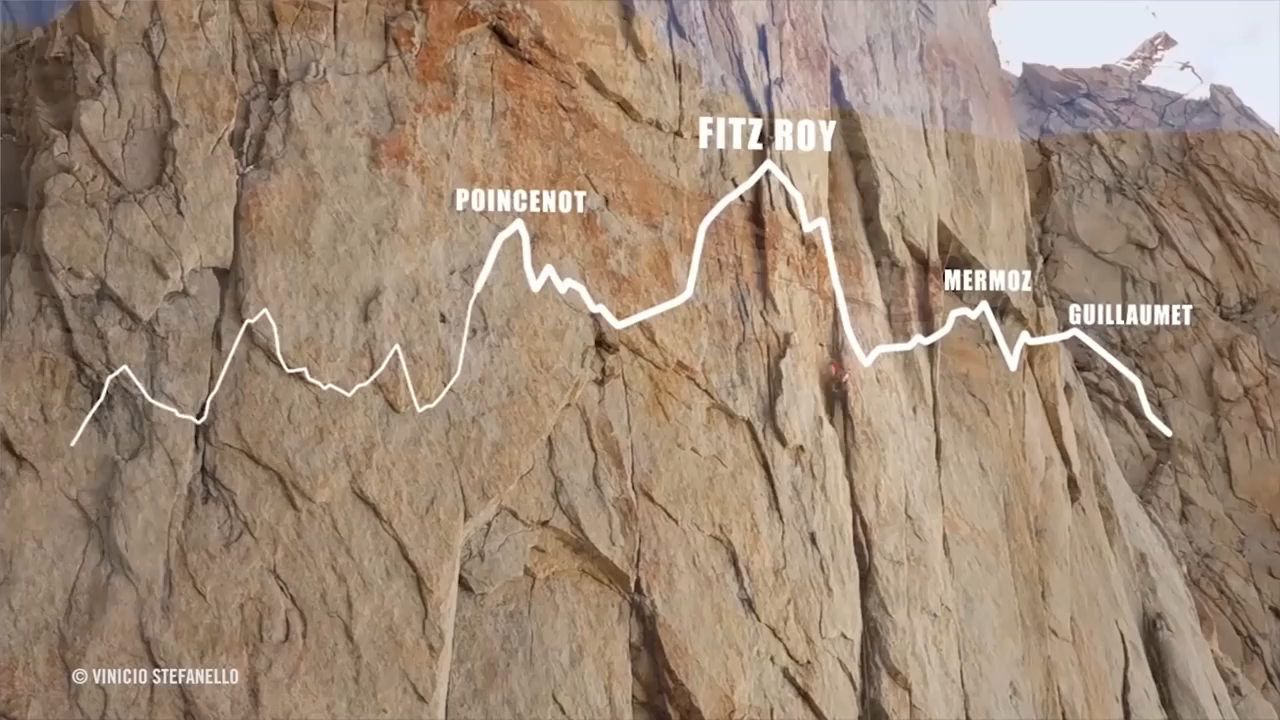 FITZ ROY
POINCENOT
MERMOZ
GUILLAUMET
© VINICIO STEFANELLO